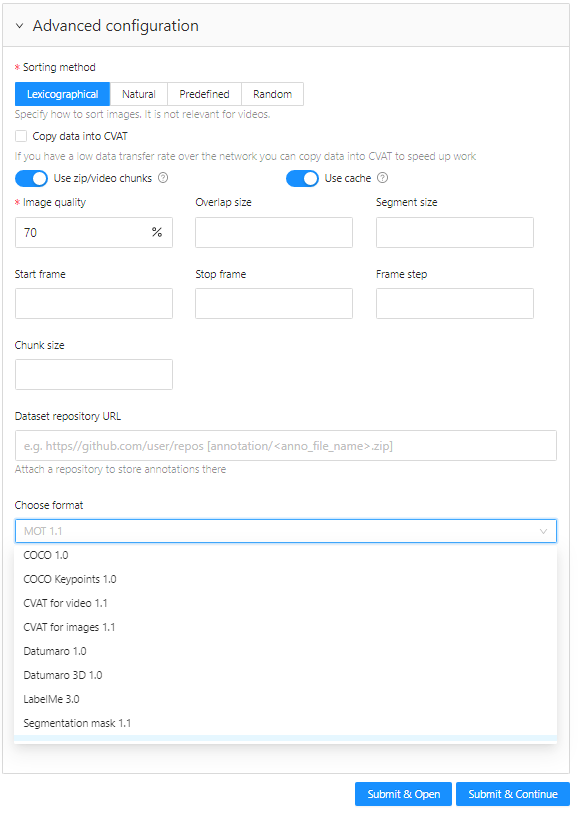 Advanced configuration
* Sorting method
Lexicographical Natural Predefined Random
Specify how to sort images. It is not relevant for videos.
Copy data into CVAT
If you have a low data transfer rate over the network you can copy data into CVAT to speed up work
Use zip/video chunks Use cache
* Image quality Overlap size Segment size
70 %
Start frame Stop frame Frame step
Chunk size
Dataset repository URL
e.g. https//github.com/user/repos [annotation/<anno_file_name>.zip]
Attach a repository to store annotations there
Choose format
MOT 1.1
COCO 1.0
COCO Keypoints 1.0
CVAT for video 1.1
CVAT for images 1.1
Datumaro 1.0
Datumaro 3D 1.0
LabelMe 3.0
Segmentation mask 1.1
Submit & Open Submit & Continue